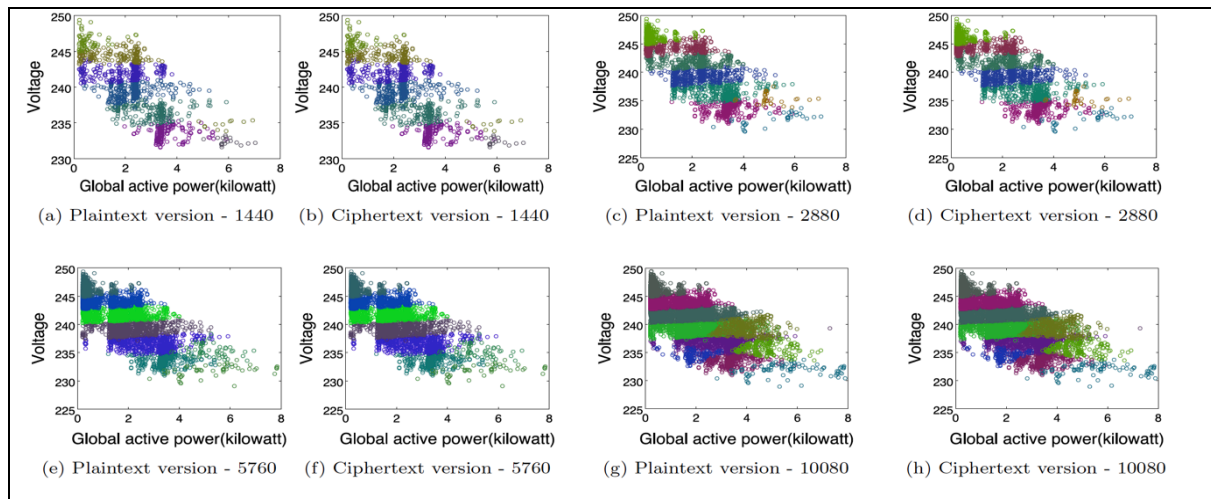 250
245
240
235
230
Voltage
0 2 4 6 8
Global active power(kilowatt)
(a) Plaintext version - 1440
250
245
240
235
230
Voltage
0 2 4 6 8
Global active power(kilowatt)
(b) Ciphertext version - 1440
250
245
240
235
230
225
Voltage
0 2 4 6 8
Global active power(kilowatt)
(c) Plaintext version - 2880
250
245
240
235
230
225
Voltage
0 2 4 6 8
Global active power(kilowatt)
(d) Ciphertext version - 2880
250
245
240
235
230
225
Voltage
0 2 4 6 8
Global active power(kilowatt)
(e) Plaintext version - 5760
250
245
240
235
230
225
Voltage
0 2 4 6 8
Global active power(kilowatt)
(f) Ciphertext version - 5760
250
245
240
235
230
225
Voltage
0 2 4 6 8
Global active power(kilowatt)
(g) Plaintext version - 10080
250
245
240
235
230
225
Voltage
0 2 4 6 8
Global active power(kilowatt)
(h) Ciphertext version - 10080